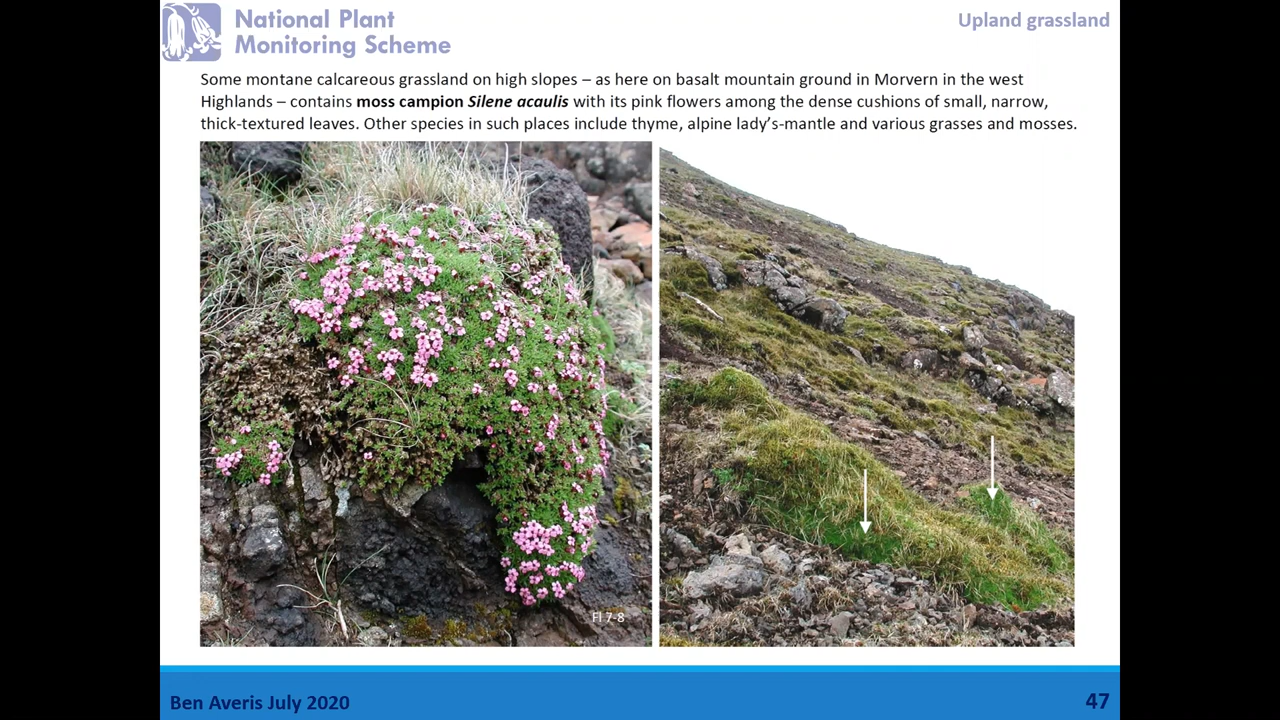 National Plant
Monitoring Scheme
Upland grassland
Some montane calcareous grassland on high slopes – as here on basalt mountain ground in Morvern in the west
Highlands – contains moss campion Silene acaulis with its pink flowers among the dense cushions of small, narrow,
thick-textured leaves. Other species in such places include thyme, alpine lady’s-mantle and various grasses and mosses.
Fl 7-8
Ben Averis July 2020
47